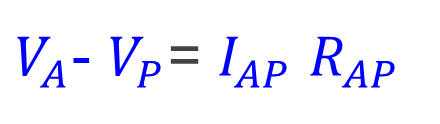 V_A - V_P = I_AP R_AP